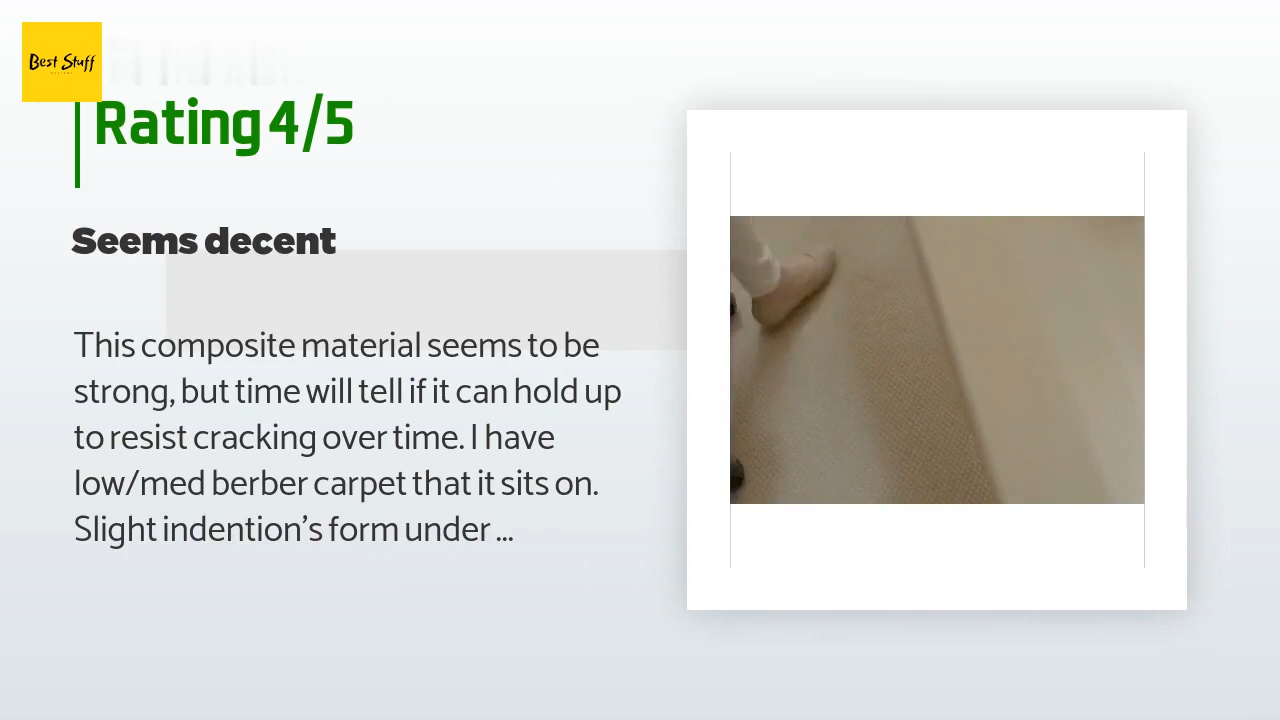 Best Stuff
Rating 4/5
Seems decent
This composite material seems to be
strong, but time will tell if it can hold up
to resist cracking over time. I have
low/med berber carpet that it sits on.
Slight indention’s form under ...